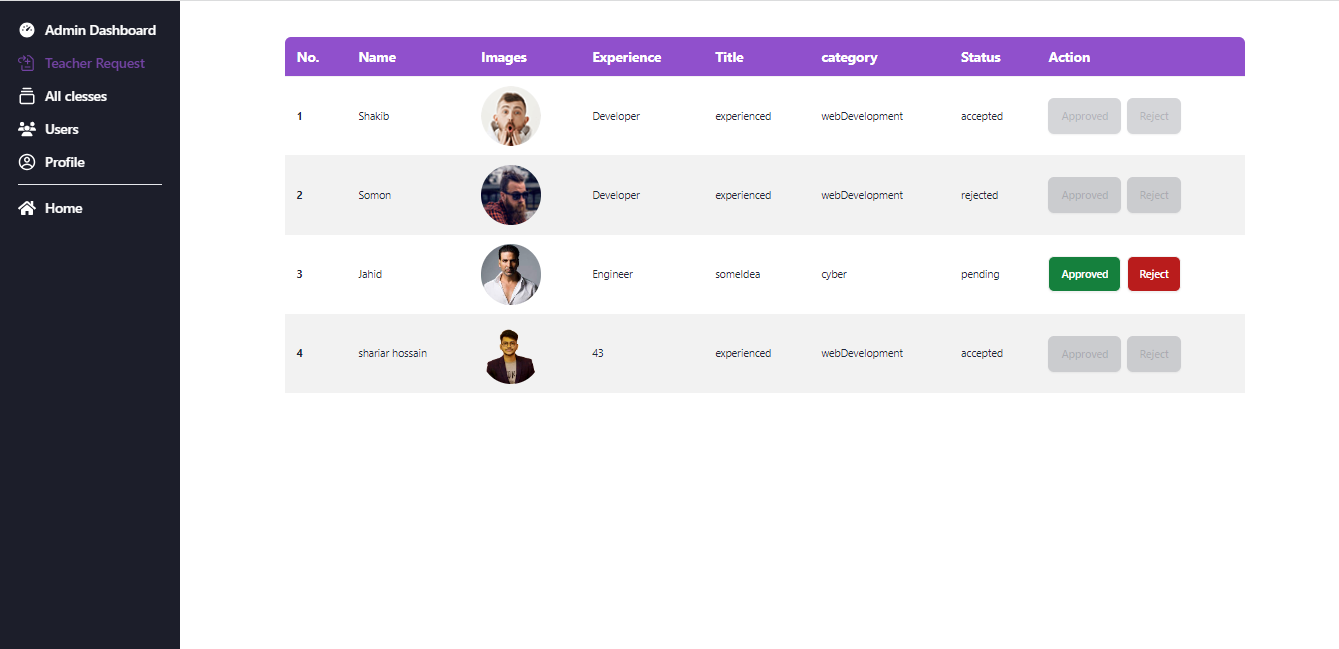 Admin Dashboard
Teacher Request
All clesses
Users
Profile
Home
No. Name Images Experience Title category Status Action
1 Shakib Developer experienced webDevelopment accepted Approved Reject
2 Somon Developer experienced webDevelopment rejected Approved Reject
3 Jahid Engineer someIdea cyber pending Approved Reject
4 shariar hossain 43 experienced webDevelopment accepted Approved Reject